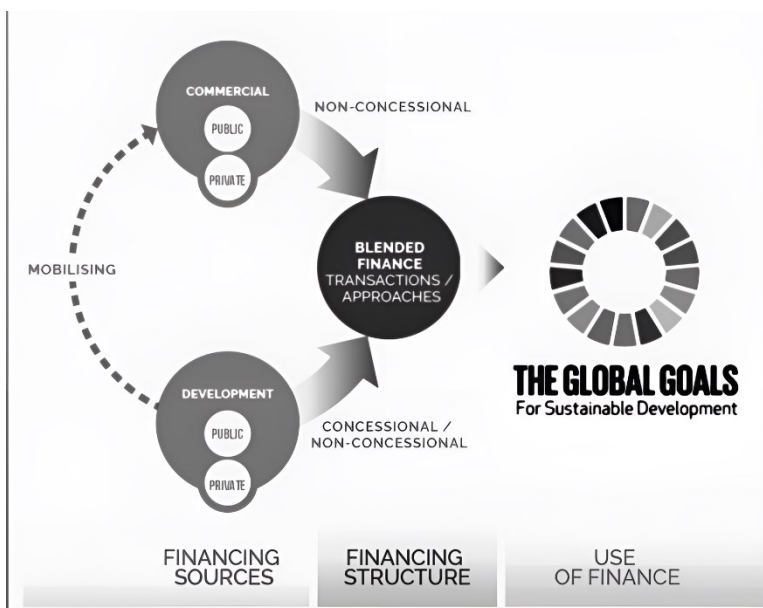 COMMERCIAL
PUBLIC
PRIVATE
NON-CONCESSIONAL
MOBILISING
BLENDED
FINANCE
TRANSACTIONS /
APPROACHES
THE GLOBAL GOALS
For Sustainable Development
DEVELOPMENT
PUBLIC
PRIVATE
CONCESSIONAL /
NON-CONCESSIONAL
FINANCING
SOURCES
FINANCING
STRUCTURE
USE
OF FINANCE